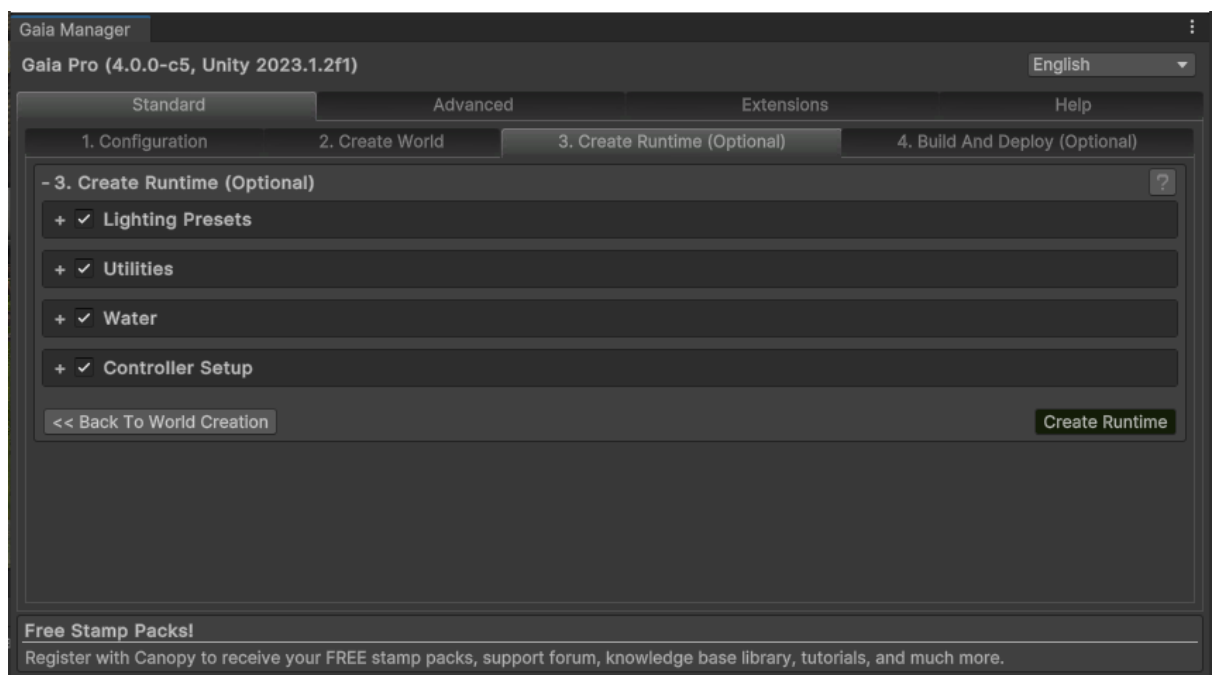 Gaia Manager
Gaia Pro (4.0.0-c5, Unity 2023.1.2f1)
English
Standard
Advanced
Extensions
Help
1. Configuration
2. Create World
3. Create Runtime (Optional)
4. Build And Deploy (Optional)
- 3. Create Runtime (Optional)
?
+ Lighting Presets
+ Utilities
+ Water
+ Controller Setup
<< Back To World Creation
Create Runtime
Free Stamp Packs!
Register with Canopy to receive your FREE stamp packs, support forum, knowledge base library, tutorials, and much more.